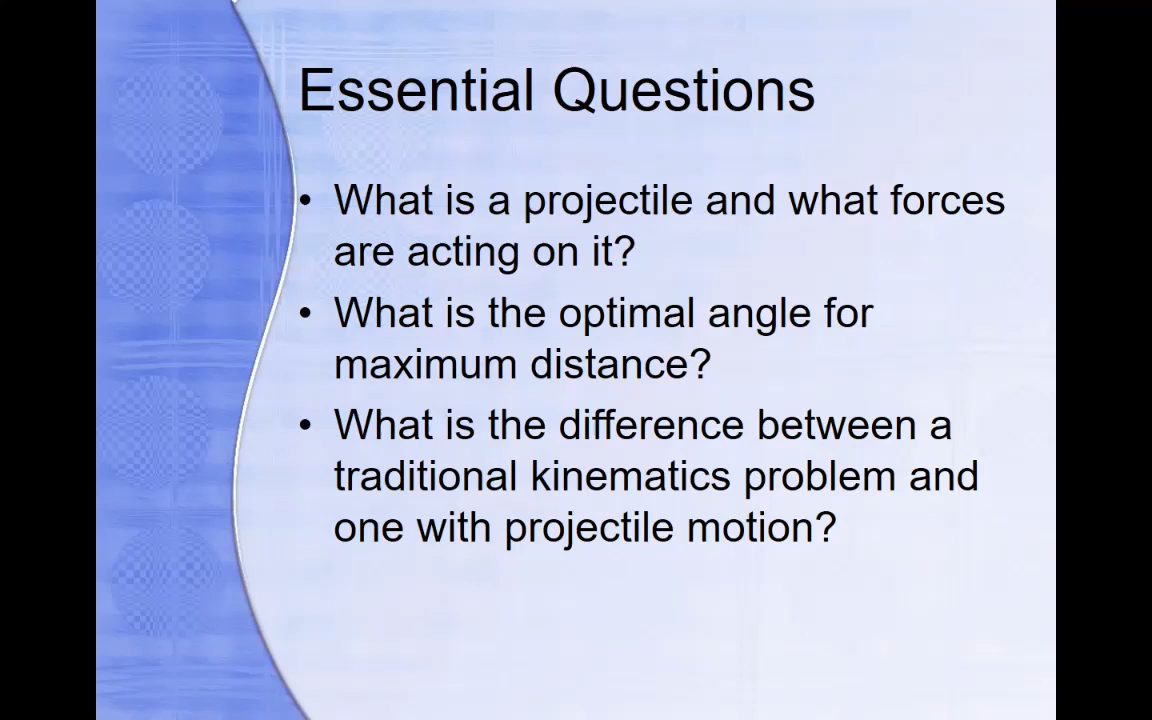 Essential Questions
• What is a projectile and what forces
are acting on it?
• What is the optimal angle for
maximum distance?
• What is the difference between a
traditional kinematics problem and
one with projectile motion?